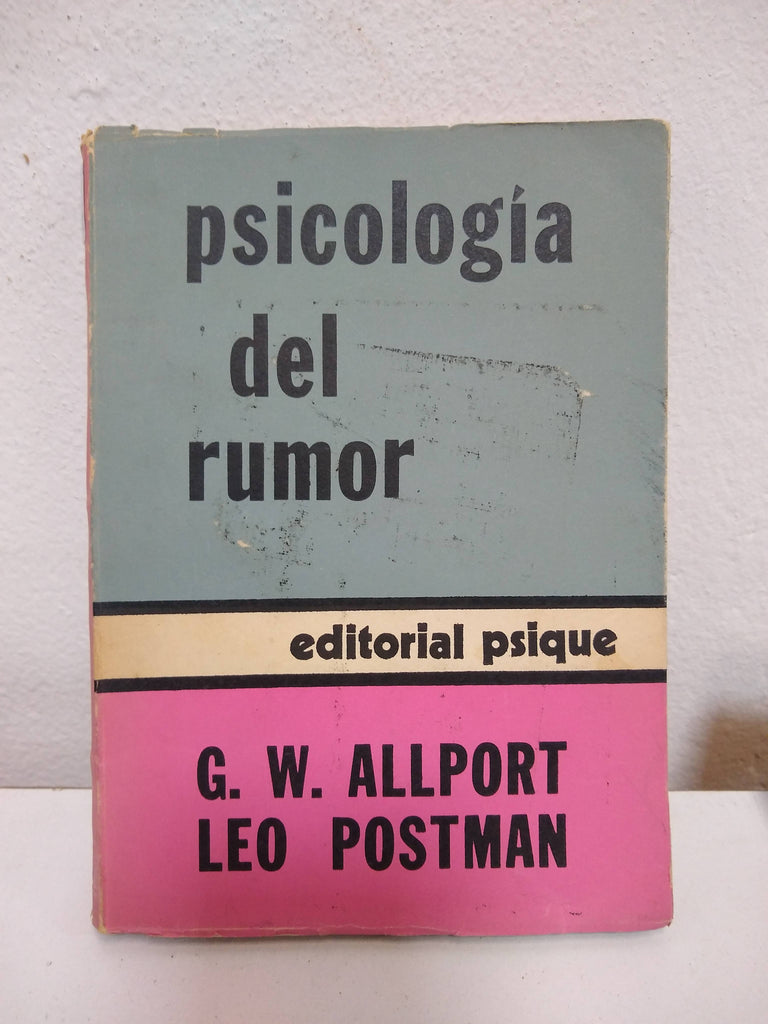 psicología
del
rumor
editorial psique
G. W. ALLPORT
LEO POSTMAN